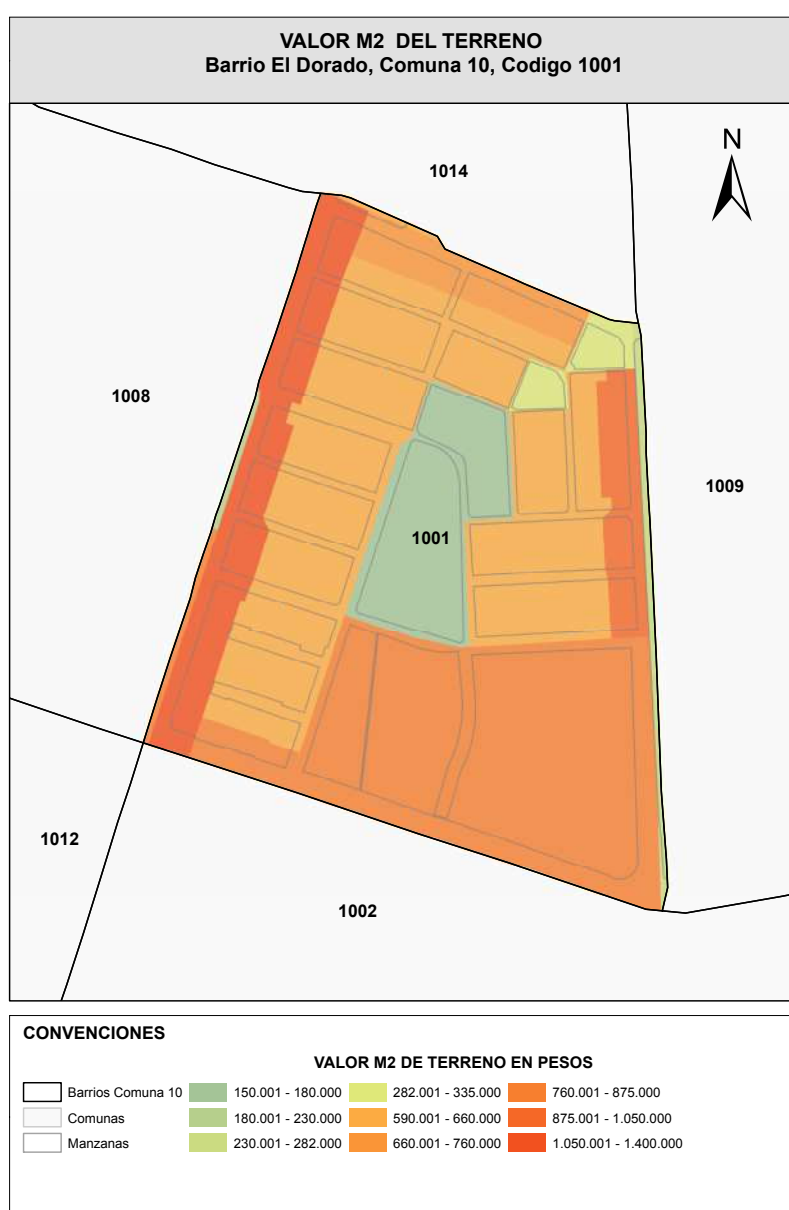 VALOR M2 DEL TERRENO
Barrio El Dorado, Comuna 10, Codigo 1001
N
1014
1008
1009
1001
1012
1002
CONVENCIONES
VALOR M2 DE TERRENO EN PESOS
Barrios Comuna 10 150.001 - 180.000 282.001 - 335.000 760.001 - 875.000
Comunas 180.001 - 230.000 590.001 - 660.000 875.001 - 1.050.000
Manzanas 230.001 - 282.000 660.001 - 760.000 1.050.001 - 1.400.000